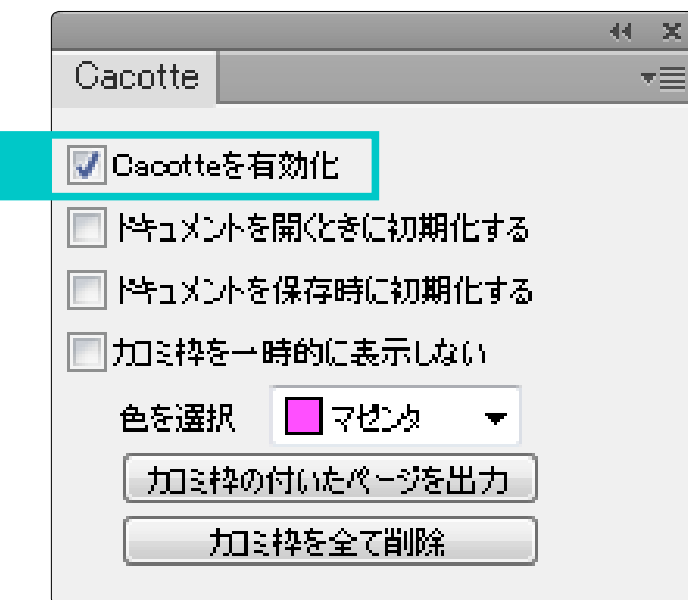 Cacotte
Cacotteを有効化
ドキュメントを開くときに初期化する
ドキュメントを保存時に初期化する
カコミ枠を一時的に表示しない
色を選択 マゼンタ
カコミ枠の付いたページを出力
カコミ枠を全て削除